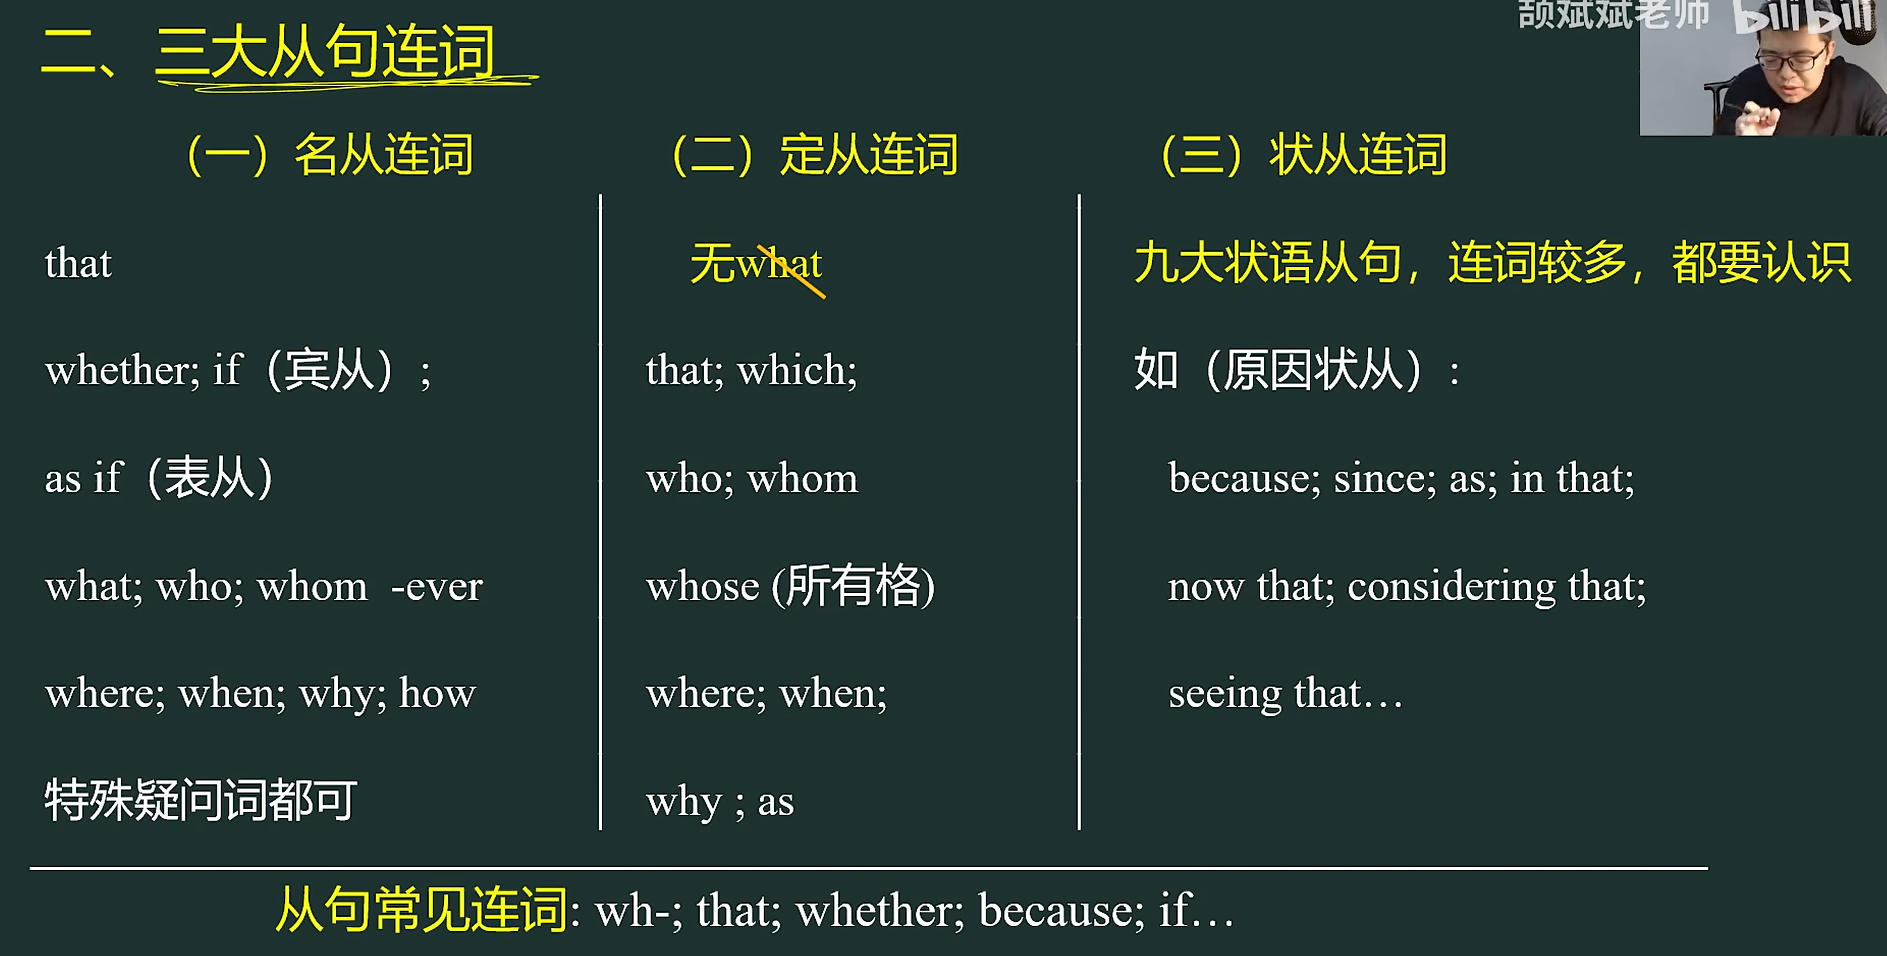 颉斌斌老师 bilibili
二、三大从句连词
（一）名从连词
that
whether; if（宾从）;
as if（表从）
what; who; whom -ever
where; when; why; how
特殊疑问词都可
（二）定从连词
无what
that; which;
who; whom
whose (所有格)
where; when;
why ; as
（三）状从连词
九大状语从句，连词较多，都要认识
如（原因状从）:
because; since; as; in that;
now that; considering that;
seeing that…
从句常见连词: wh-; that; whether; because; if…